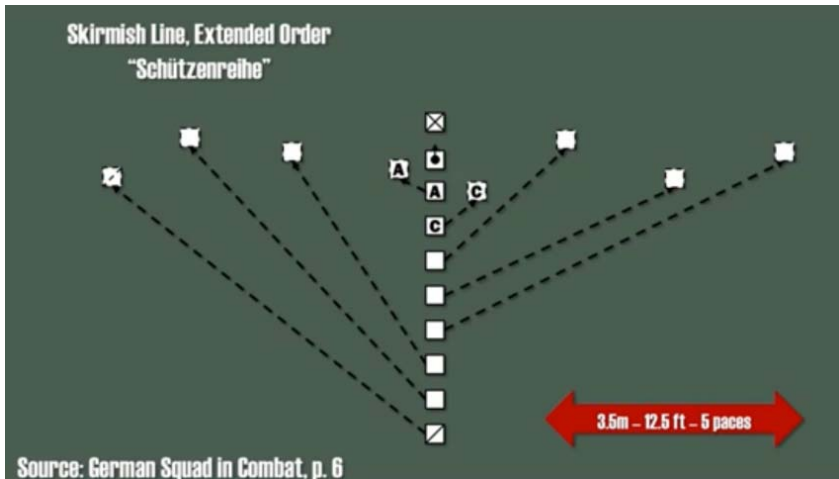 Skirmish Line, Extended Order
“Schützenreihe”
A
A
C
C
3.5m – 12.5 ft – 5 paces
Source: German Squad in Combat, p. 6